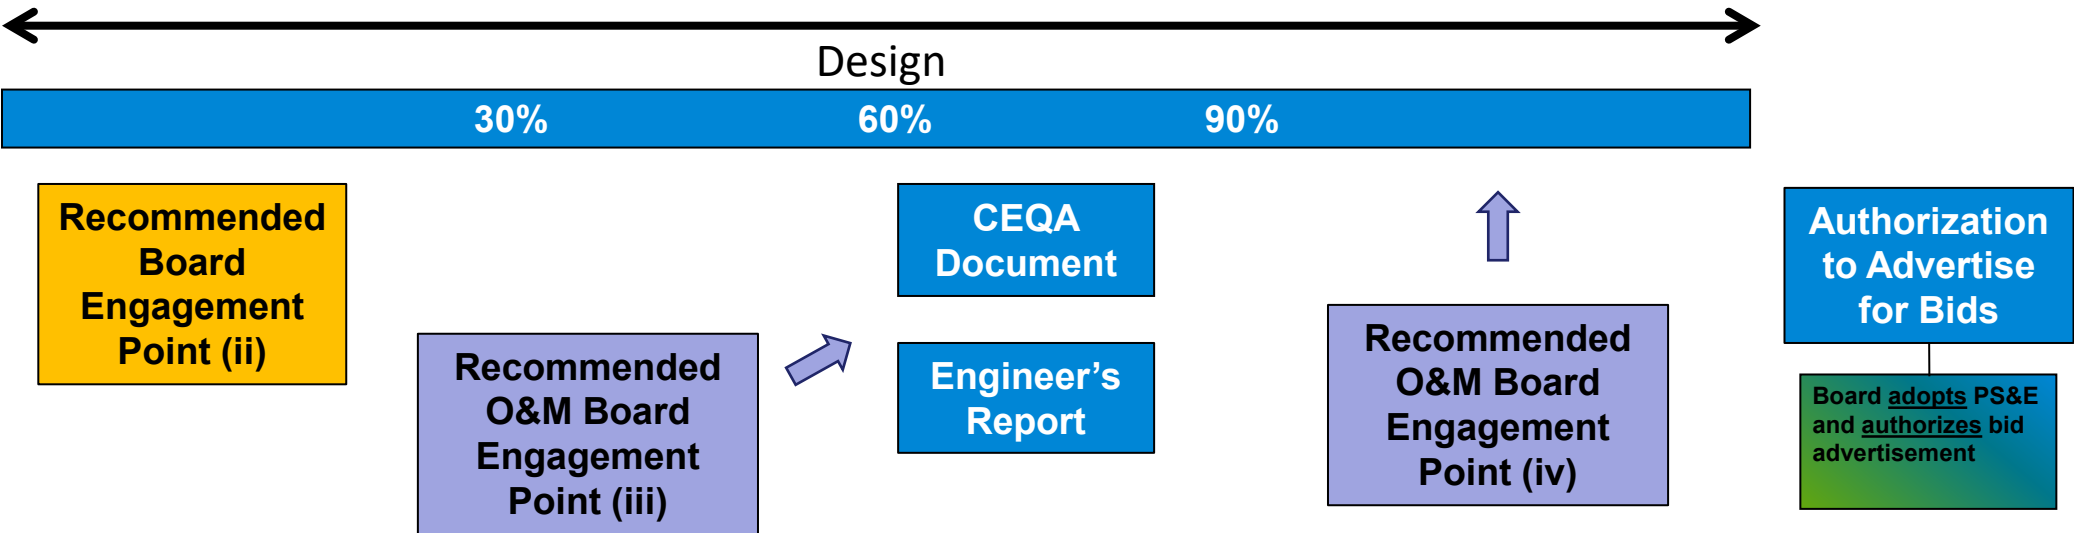 Design
30%
60%
90%
Recommended
Board
Engagement
Point (ii)
Recommended
O&M Board
Engagement
Point (iii)
CEQA
Document
Engineer’s
Report
Recommended
O&M Board
Engagement
Point (iv)
Authorization
to Advertise
for Bids
Board adopts PS&E
and authorizes bid
advertisement